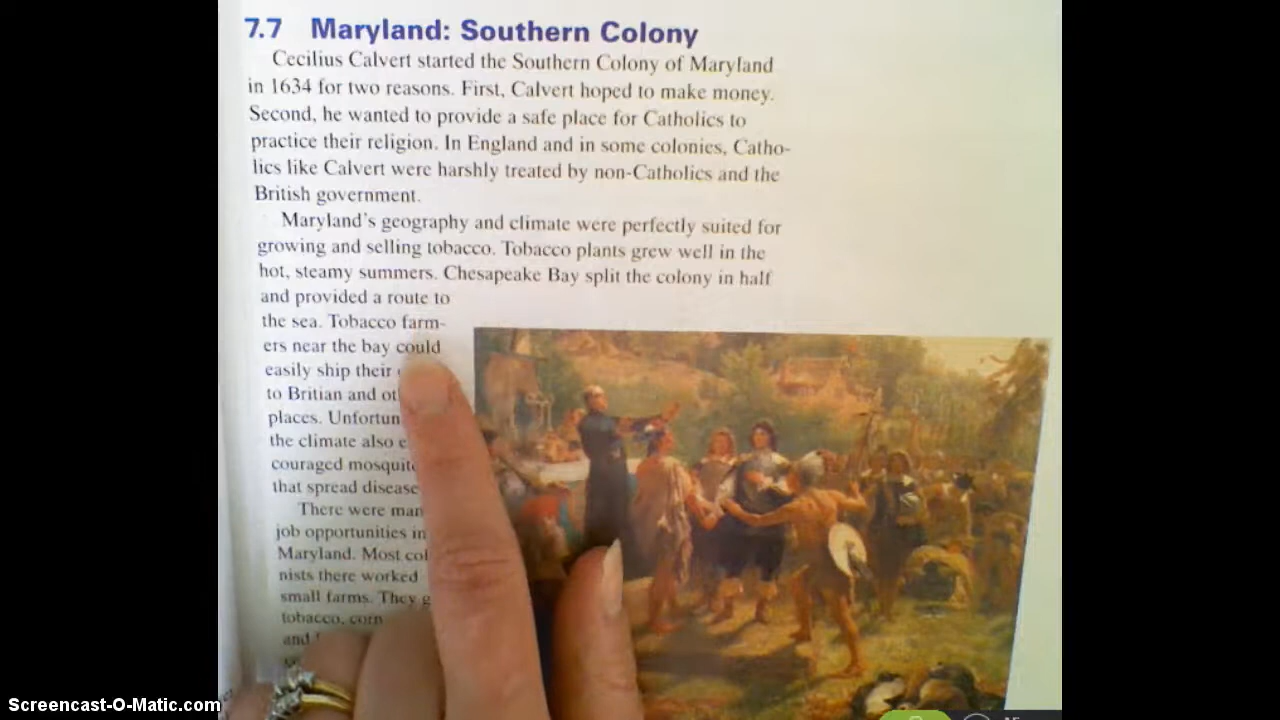 7.7 Maryland: Southern Colony
Cecilius Calvert started the Southern Colony of Maryland
in 1634 for two reasons. First, Calvert hoped to make money.
Second, he wanted to provide a safe place for Catholics to
practice their religion. In England and in some colonies, Catho-
lics like Calvert were harshly treated by non-Catholics and the
British government.
Maryland's geography and climate were perfectly suited for
growing and selling tobacco. Tobacco plants grew well in the
hot, steamy summers. Chesapeake Bay split the colony in half
and provided a route to
the sea. Tobacco farm-
ers near the bay could
easily ship their
to Britian and
places.
the climate also
that spread
There were
job opportunities in
Maryland. Most
nists there worked
small farms. They
tobacco, corn
and
Screencast-O-Matic.com